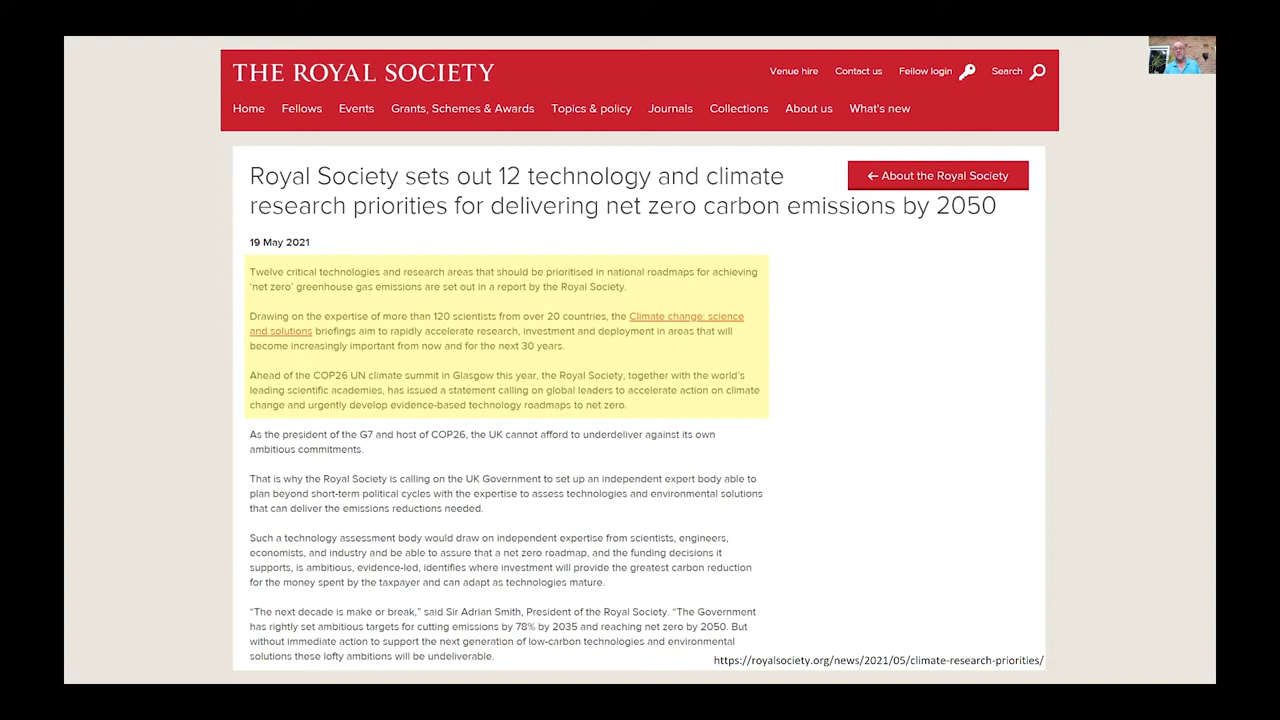 THE ROYAL SOCIETY
Venue hire Contact us Fellow login Search
Home Fellows Events Grants, Schemes & Awards Topics & policy Journals Collections About us What's new
Royal Society sets out 12 technology and climate
research priorities for delivering net zero carbon emissions by 2050
← About the Royal Society
19 May 2021
Twelve critical technologies and research areas that should be prioritised in national roadmaps for achieving
‘net zero’ greenhouse gas emissions are set out in a report by the Royal Society.
Drawing on the expertise of more than 120 scientists from over 20 countries, the Climate change: science
and solutions briefings aim to rapidly accelerate research, investment and deployment in areas that will
become increasingly important from now and for the next 30 years.
Ahead of the COP26 UN climate summit in Glasgow this year, the Royal Society, together with the world’s
leading scientific academies, has issued a statement calling on global leaders to accelerate action on climate
change and urgently develop evidence-based technology roadmaps to net zero.
As the president of the G7 and host of COP26, the UK cannot afford to underdeliver against its own
ambitious commitments.
That is why the Royal Society is calling on the UK Government to set up an independent expert body able to
plan beyond short-term political cycles with the expertise to assess technologies and environmental solutions
that can deliver the emissions reductions needed.
Such a technology assessment body would draw on independent expertise from scientists, engineers,
economists, and industry and be able to assure that a net zero roadmap, and the funding decisions it
supports, is ambitious, evidence-led, identifies where investment will provide the greatest carbon reduction
for the money spent by the taxpayer and can adapt as technologies mature.
“The next decade is make or break,” said Sir Adrian Smith, President of the Royal Society. “The Government
has rightly set ambitious targets for cutting emissions by 78% by 2035 and reaching net zero by 2050. But
without immediate action to support the next generation of low-carbon technologies and environmental
solutions these lofty ambitions will be undeliverable.
https://royalsociety.org/news/2021/05/climate-research-priorities/